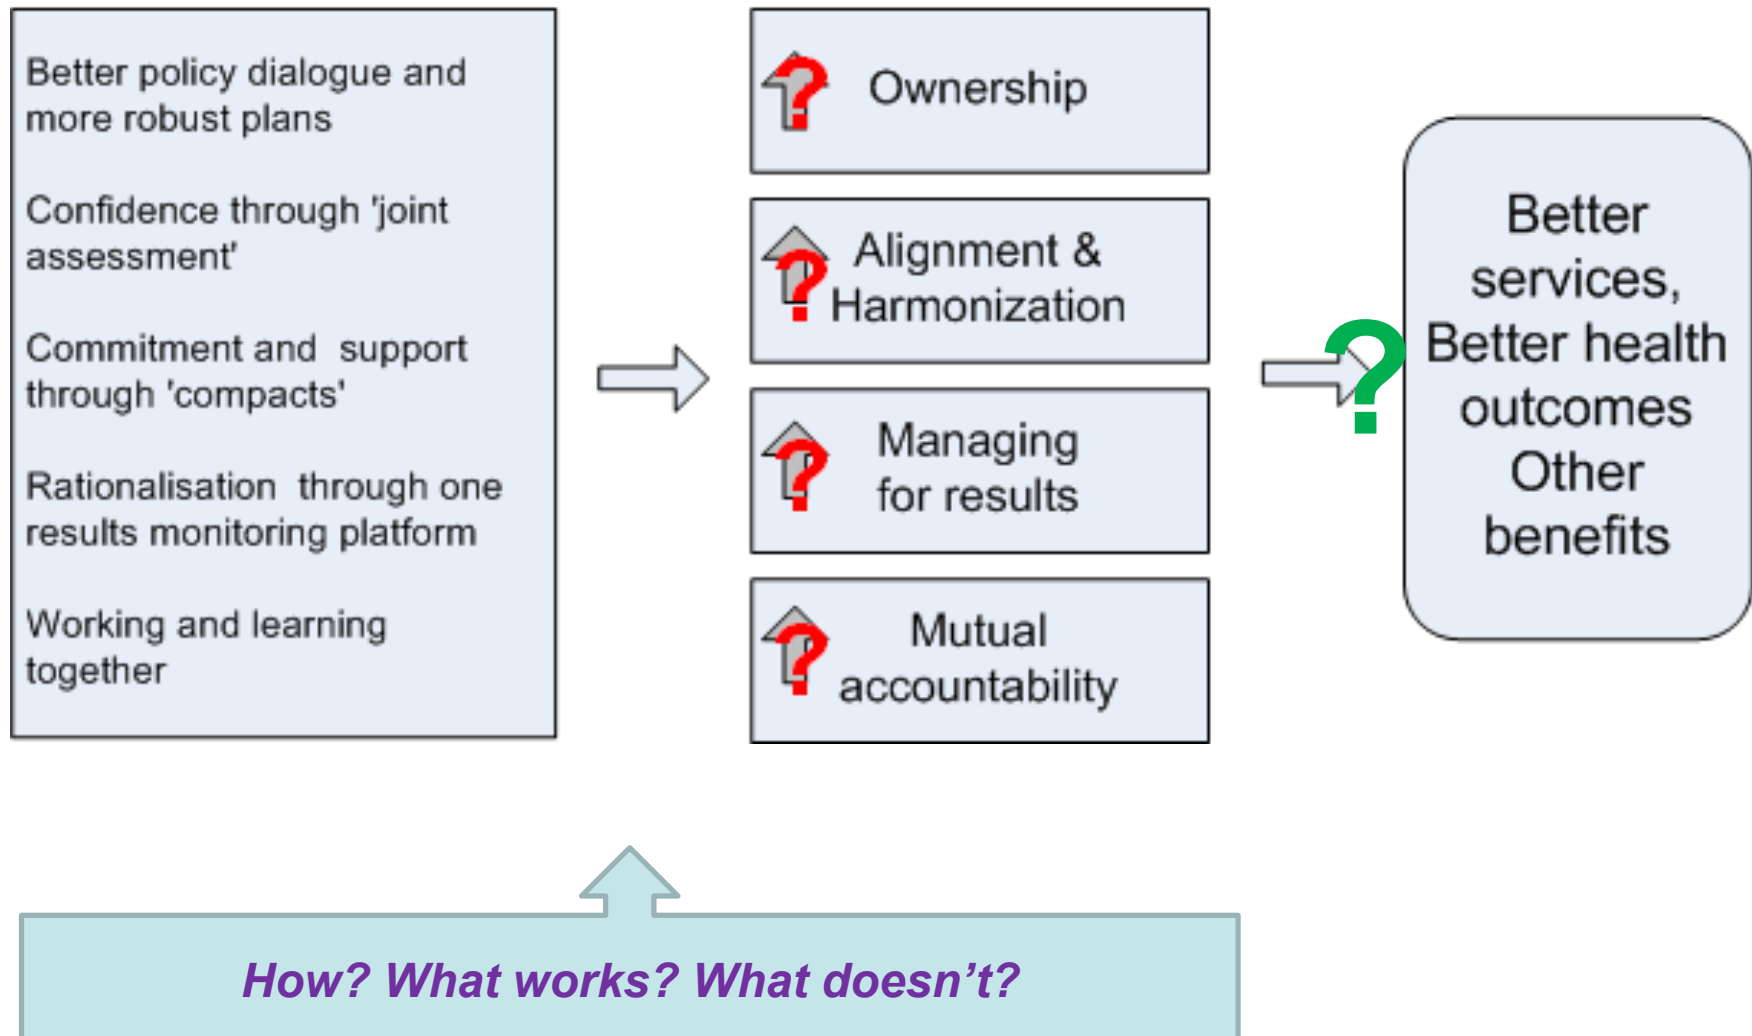 Better policy dialogue and
more robust plans
Confidence through 'joint
assessment'
Commitment and support
through 'compacts'
Rationalisation through one
results monitoring platform
Working and learning
together
?
Ownership
?
Alignment &
Harmonization
?
Managing
for results
?
Mutual
accountability
?
Better
services,
Better health
outcomes
Other
benefits
How? What works? What doesn’t?